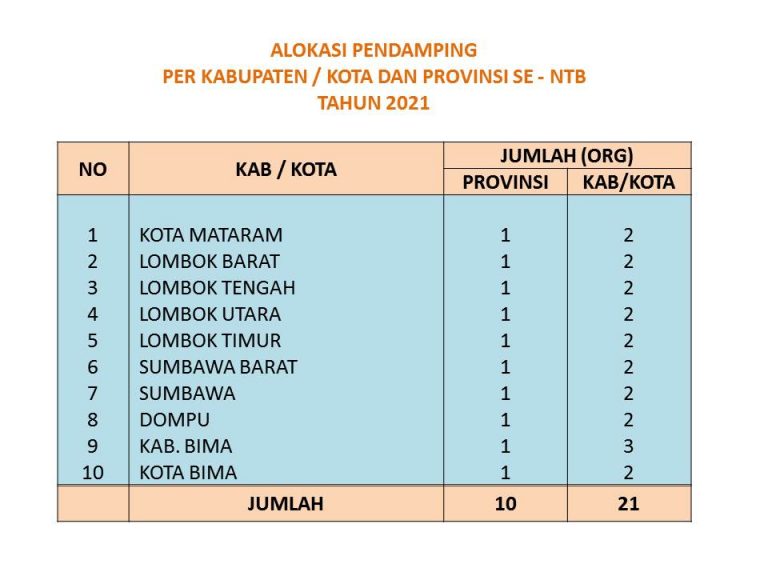 ALOKASI PENDAMPING
PER KABUPATEN / KOTA DAN PROVINSI SE - NTB
TAHUN 2021
NO KAB / KOTA JUMLAH (ORG)
PROVINSI KAB/KOTA
1 KOTA MATARAM 1 2
2 LOMBOK BARAT 1 2
3 LOMBOK TENGAH 1 2
4 LOMBOK UTARA 1 2
5 LOMBOK TIMUR 1 2
6 SUMBAWA BARAT 1 2
7 SUMBAWA 1 2
8 DOMPU 1 2
9 KAB. BIMA 1 3
10 KOTA BIMA 1 2
JUMLAH 10 21